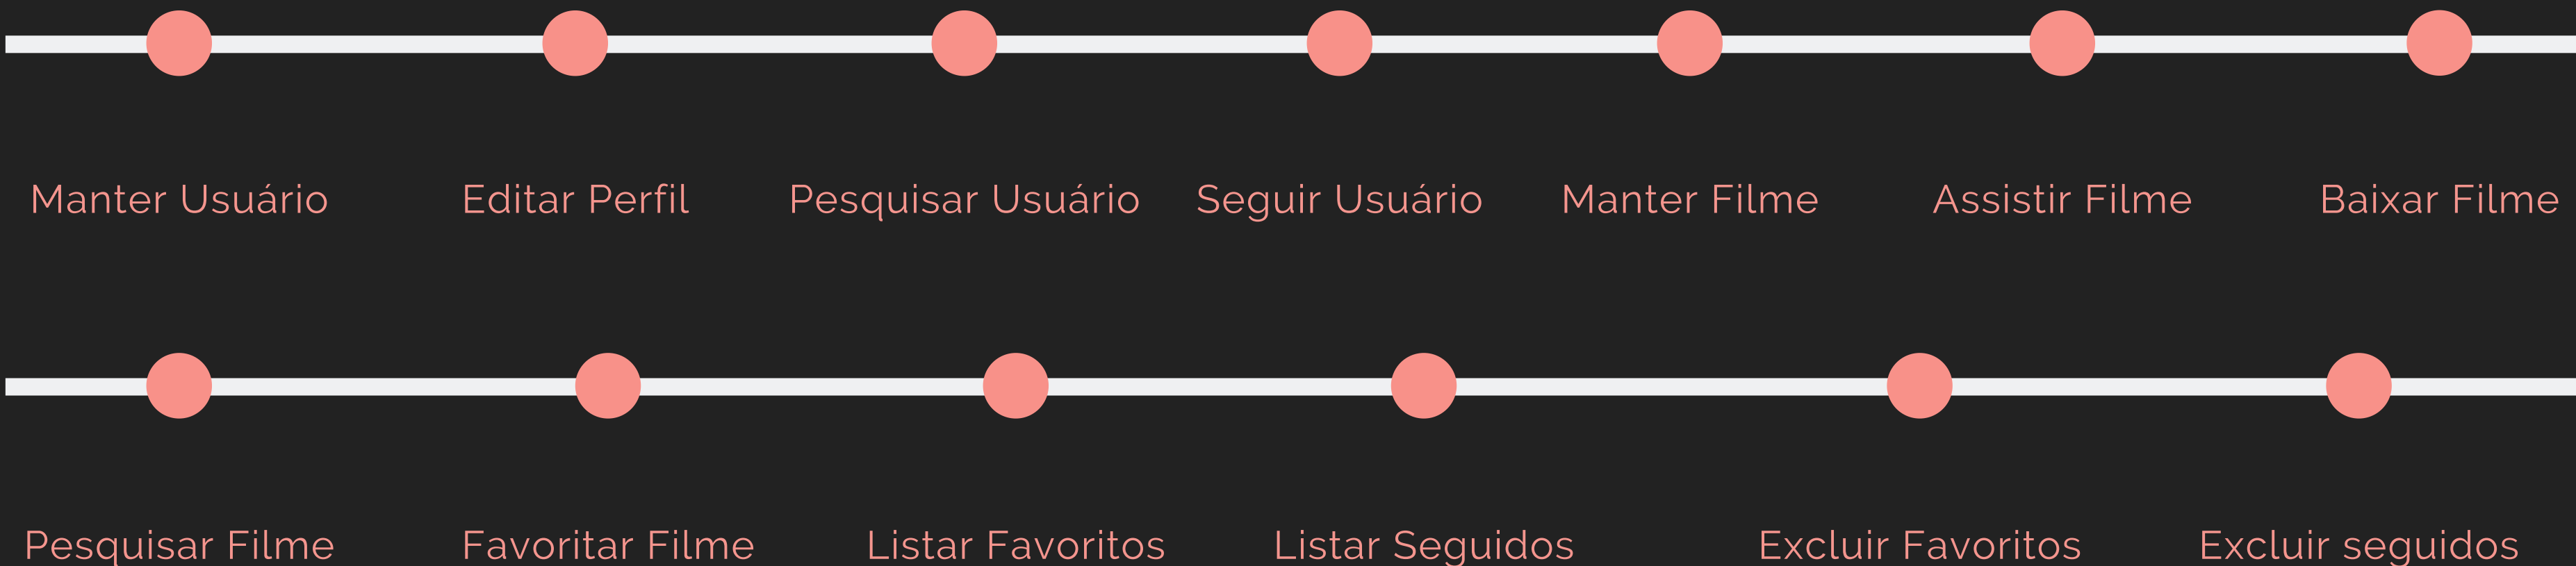 Manter Usuário Editar Perfil Pesquisar Usuário Seguir Usuário Manter Filme Assistir Filme Baixar Filme
Pesquisar Filme Favoritar Filme Listar Favoritos Listar Seguidos Excluir Favoritos Excluir seguidos